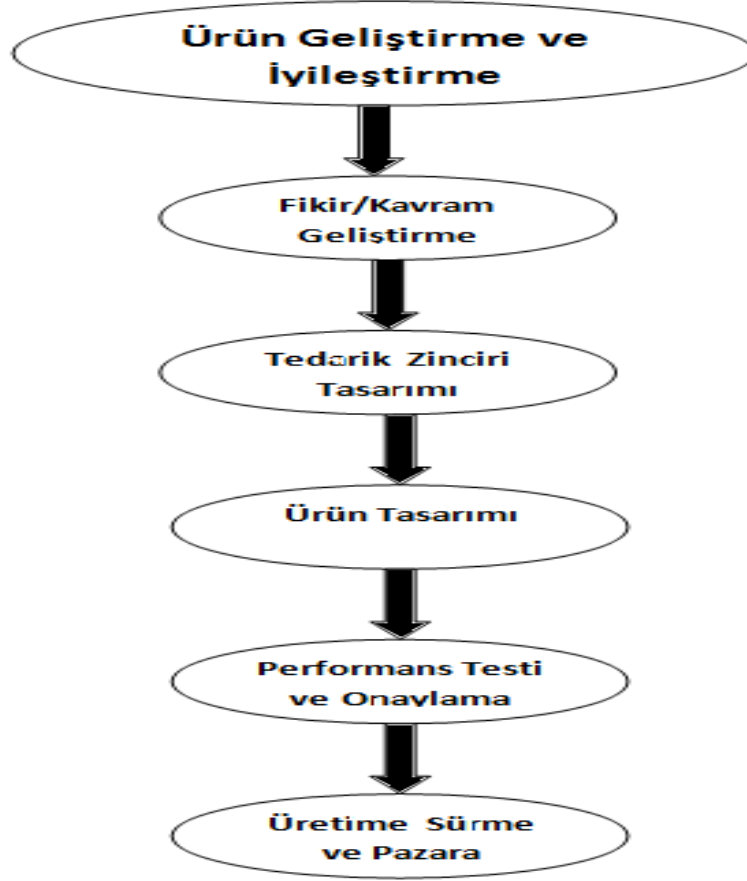 Ürün Geliştirme ve
İyileştirme
Fikir/Kavram
Geliştirme
Tedarik Zinciri
Tasarımı
Ürün Tasarımı
Performans Testi
ve Onaylama
Üretime Sürme
ve Pazara